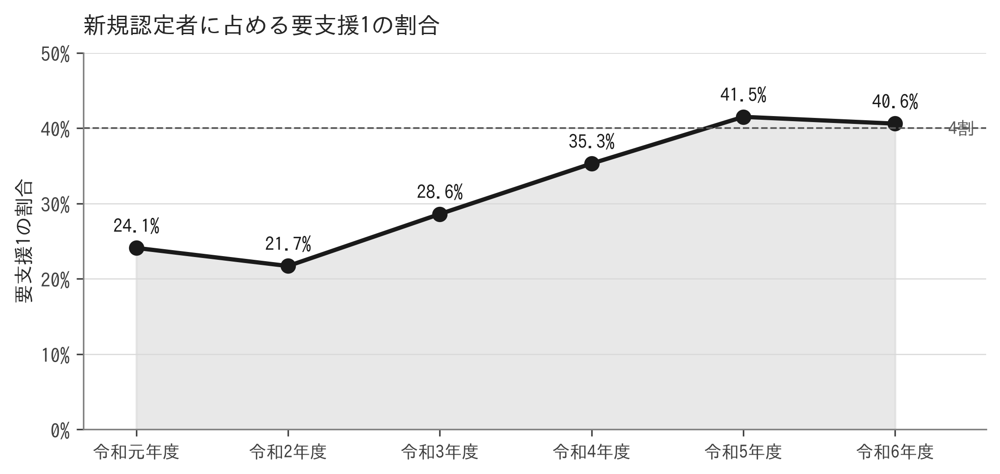 新規認定者に占める要支援1の割合
50%
40%
30%
20%
10%
0%
要支援1の割合
24.1%
21.7%
28.6%
35.3%
41.5%
40.6%
4割
令和元年度
令和2年度
令和3年度
令和4年度
令和5年度
令和6年度